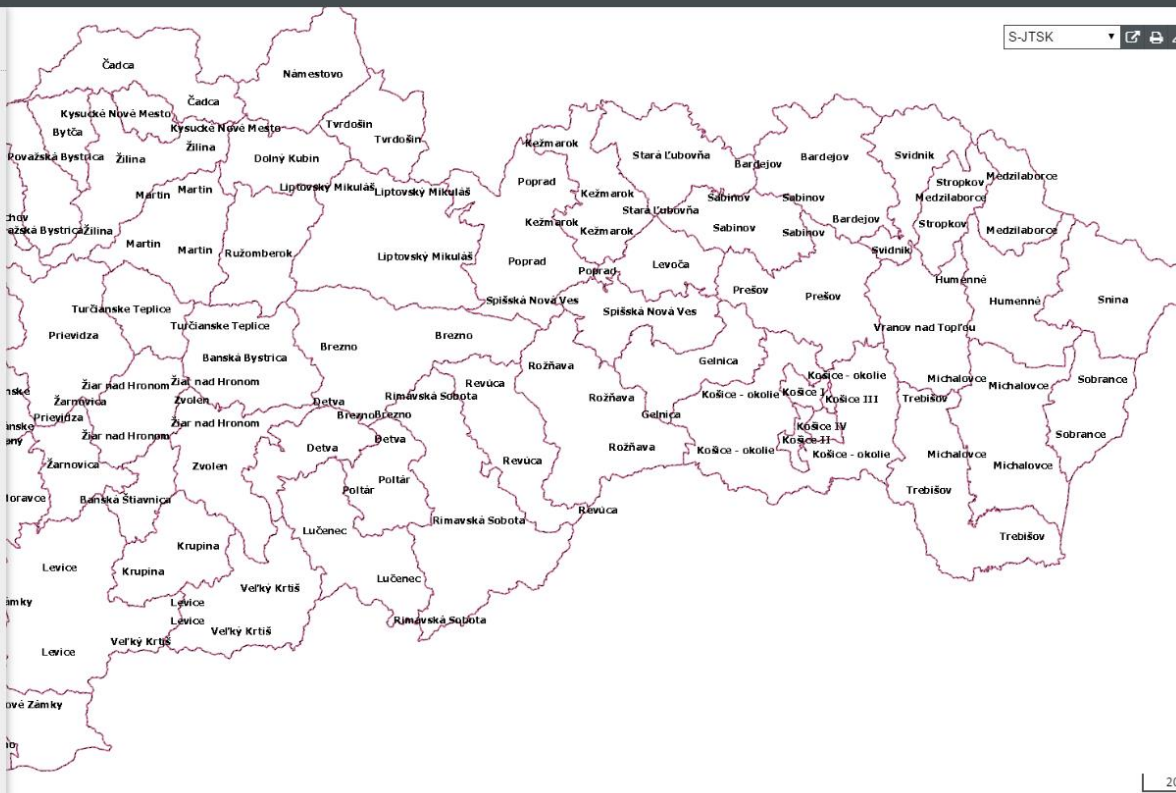 S-JTSK
Čadca
Námestovo
Čadca
Kysucké Nové Mesto
Kysucké Nové Mesto
Tvrdošín
Bytča
Tvrdošín
Kežmarok
Žilina
Považská Bystrica
Žilina
Dolný Kubín
Stará Ľubovňa
Bardejov
Bardejov
Svidník
Medzilaborce
Poprad
Stropkov
Martin
Martin
Liptovský Mikuláš
Liptovský Mikuláš
Kežmarok
Sabinov
Sabinov
Medzilaborce
Stará Ľubovňa
Bardejov
Žilina
Kežmarok
Kežmarok
Sabinov
Sabinov
Stropkov
Medzilaborce
Martin
Martin
Ružomberok
Liptovský Mikuláš
Poprad
Svidník
Levoča
Poprad
Humenné
Prešov
Prešov
Spišská Nová Ves
Humenné
Snina
Turčianske Teplice
Spišská Nová Ves
Turčianske Teplice
Vranov nad Topľou
Prievidza
Brezno
Brezno
Banská Bystrica
Rožňava
Gelnica
Žiar nad Hronom
Žiar nad Hronom
Revúca
Košice - okolie
Michalovce
Michalovce
Sobrance
Žarnovica
Zvolen
Detva
Rimavská Sobota
Rožňava
Košice - okolie
Košice I
Košice III
Trebišov
Prievidza
Žiar nad Hronom
Brezno
Brezno
Gelnica
Žiar nad Hronom
Detva
Košice IV
Košice II
Sobrance
Detva
Rožňava
Košice - okolie
Košice - okolie
Michalovce
Žarnovica
Zvolen
Revúca
Michalovce
Poltár
Poltár
Trebišov
Banská Štiavnica
Revúca
Rimavská Sobota
Lučenec
Trebišov
Krupina
Levice
Krupina
Lučenec
Veľký Krtíš
Levice
Levice
Rimavská Sobota
Veľký Krtíš
Veľký Krtíš
Levice